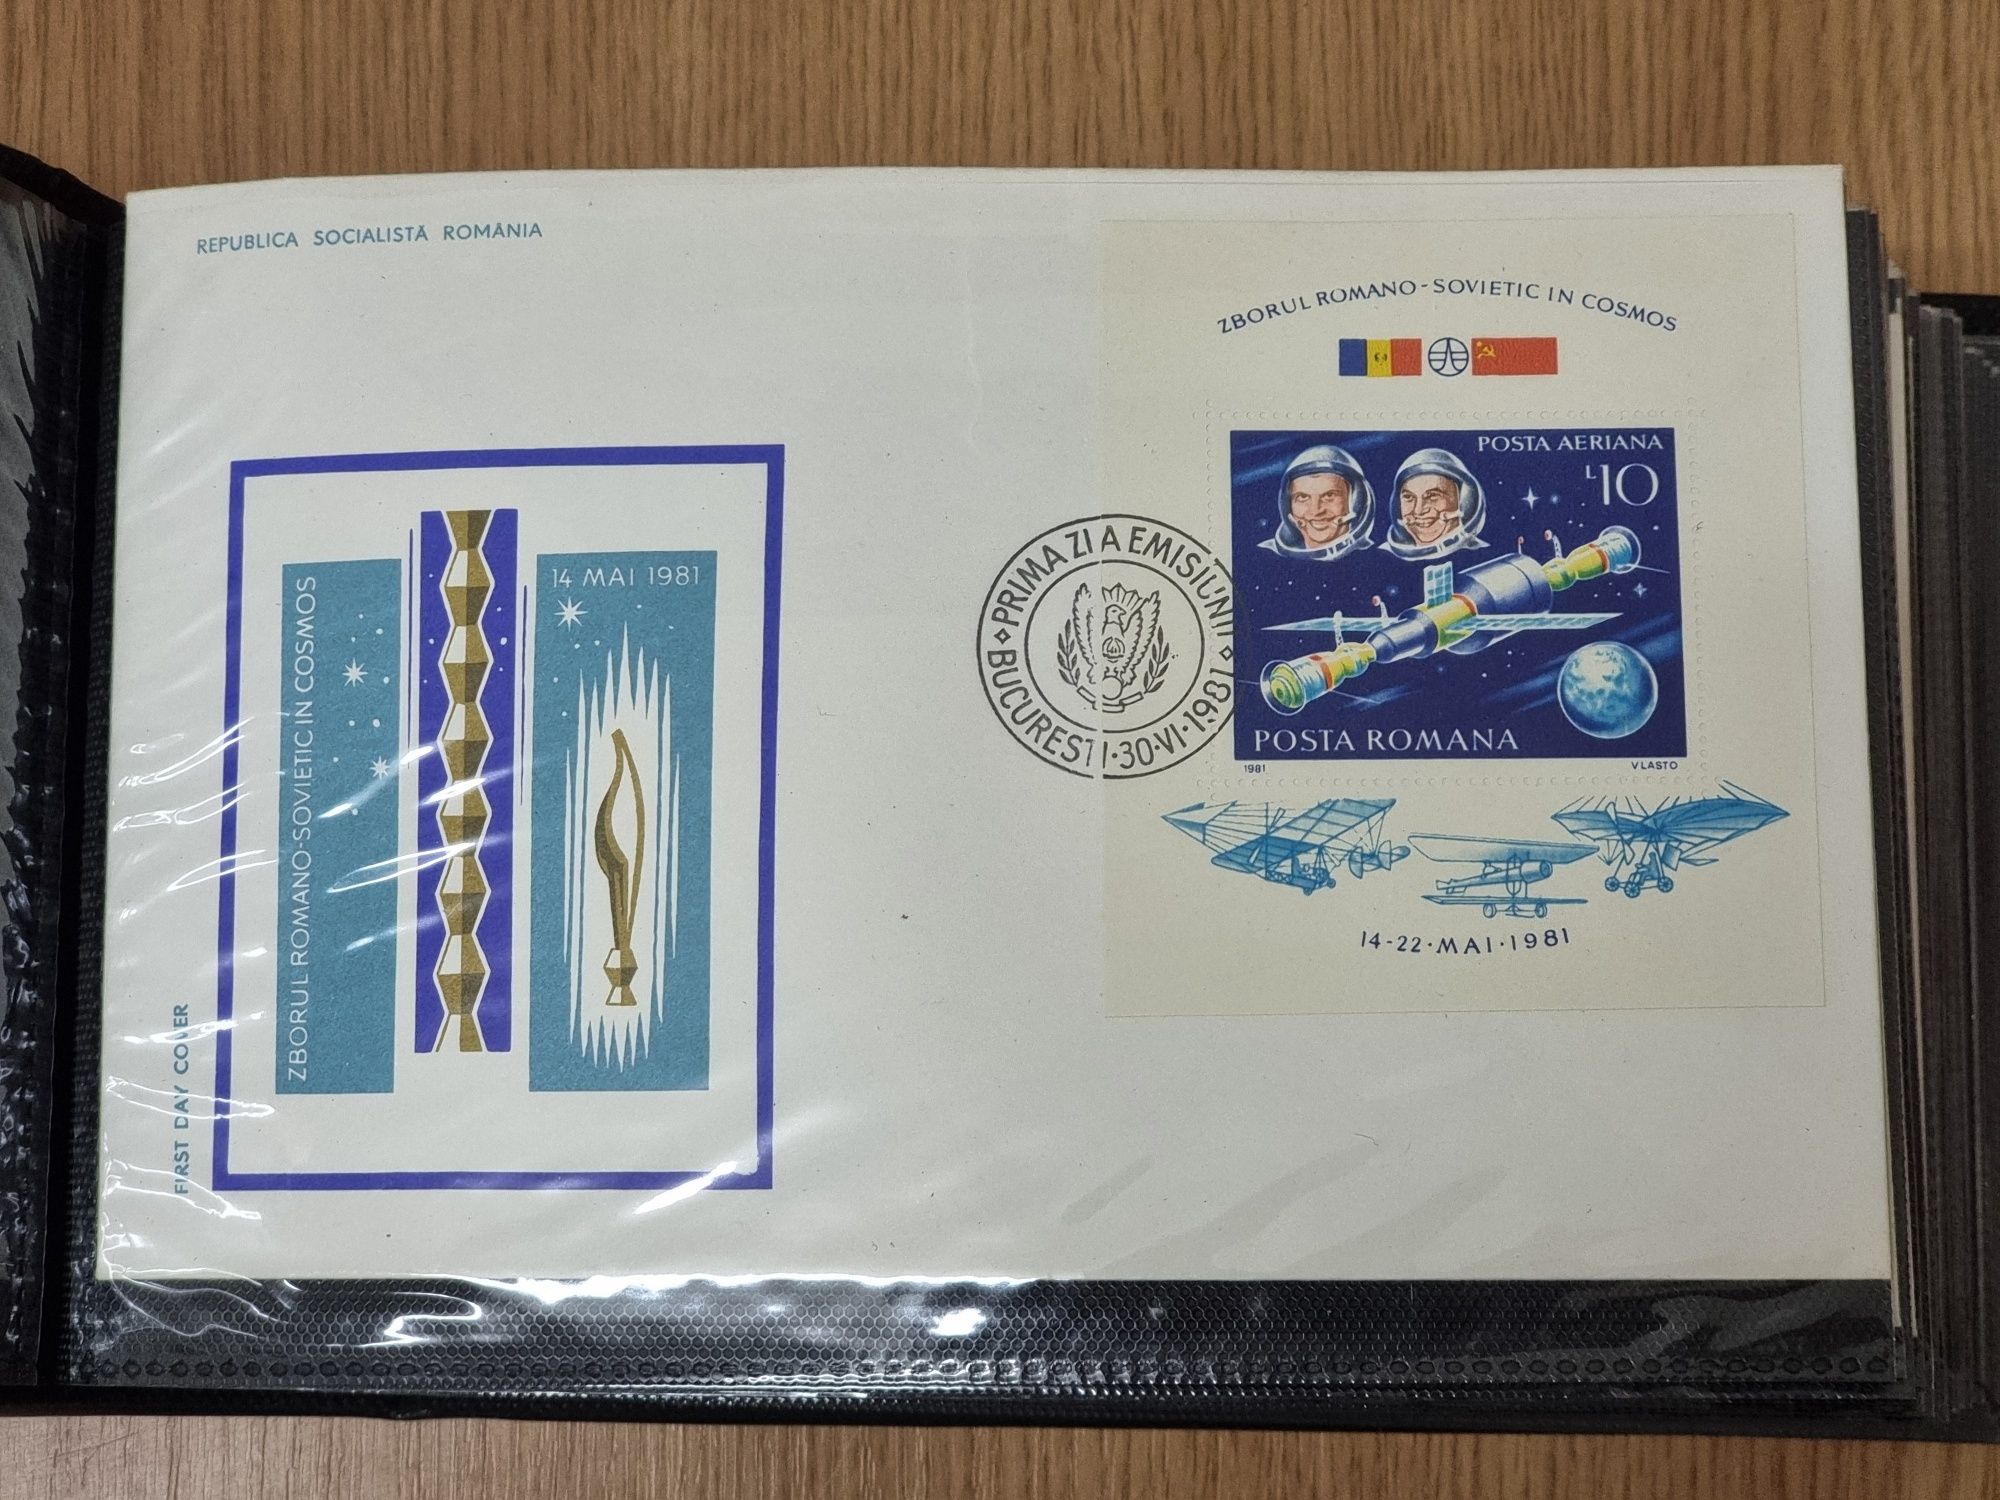 REPUBLICA SOCIALISTĂ ROMÂNIA
FIRST DAY COVER
ZBORUL ROMANO-SOVIETIC IN COSMOS
14 MAI 1981
PRIMA ZI A EMISIUNII
BUCURESTI·30·VI·1981
ZBORUL ROMANO-SOVIETIC IN COSMOS
POSTA AERIANA
L10
POSTA ROMANA
1981
VLASTO
14-22·MAI·1981